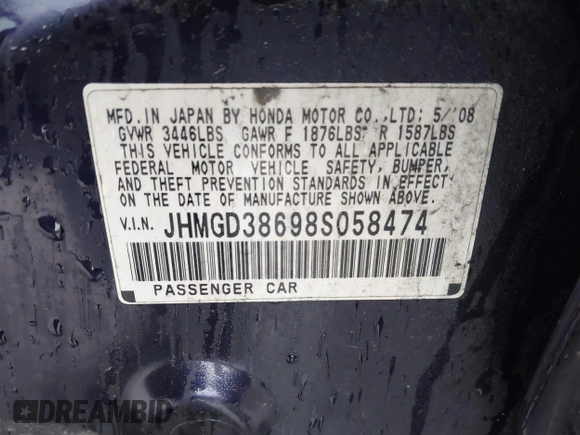 MFD. IN JAPAN BY HONDA MOTOR CO., LTD: 5/'08
GVWR 3446LBS GAWR F 1876LBS R 1587LBS
THIS VEHICLE CONFORMS TO ALL APPLICABLE
FEDERAL MOTOR VEHICLE SAFETY, BUMPER,
AND THEFT PREVENTION STANDARDS IN EFFECT
ON THE DATE OF MANUFACTURE SHOWN ABOVE.
V.I.N. JHMGD38698S058474
PASSENGER CAR
DREAMBID